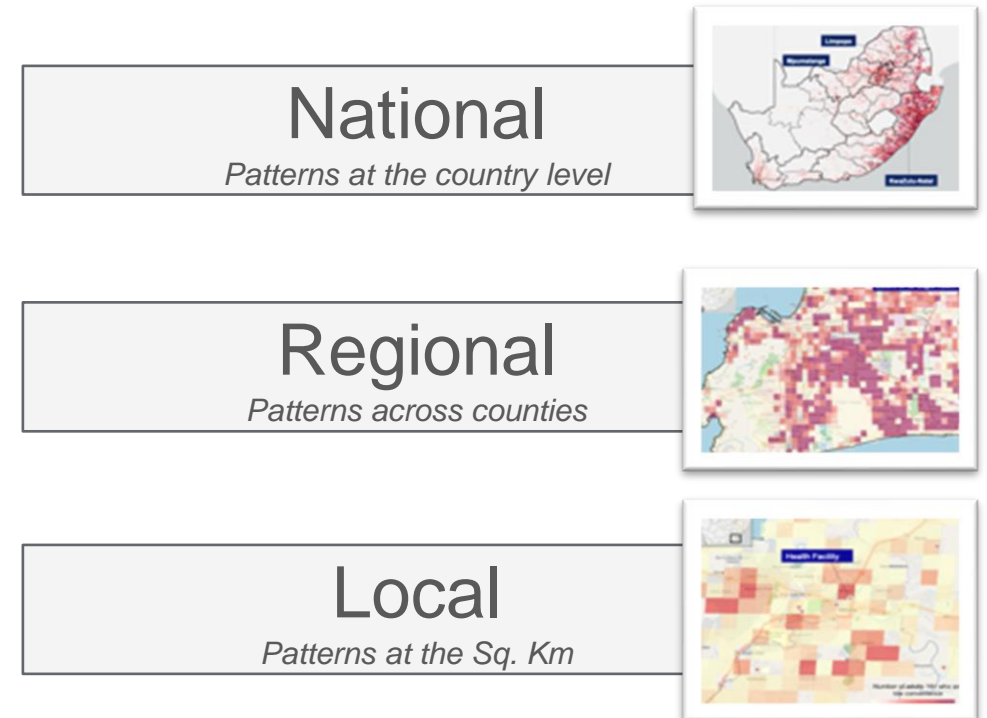 National
Patterns at the country level
Limpopo
Mpumalanga
KwaZulu-Natal
Regional
Patterns across counties
Local
Patterns at the Sq. Km
Health Facility